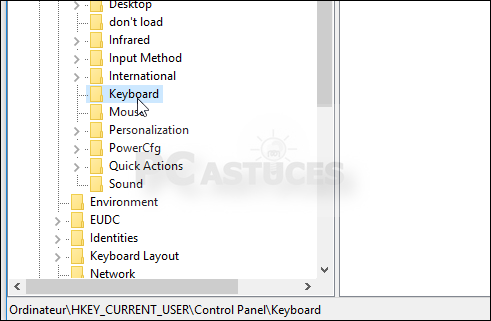 Desktop
don't load
Infrared
Input Method
International
Keyboard
Mouse
Personalization
PowerCfg
Quick Actions
Sound
PC ASTUCES
Environment
EUDC
Identities
Keyboard Layout
Network
Ordinateur\HKEY_CURRENT_USER\Control Panel\Keyboard